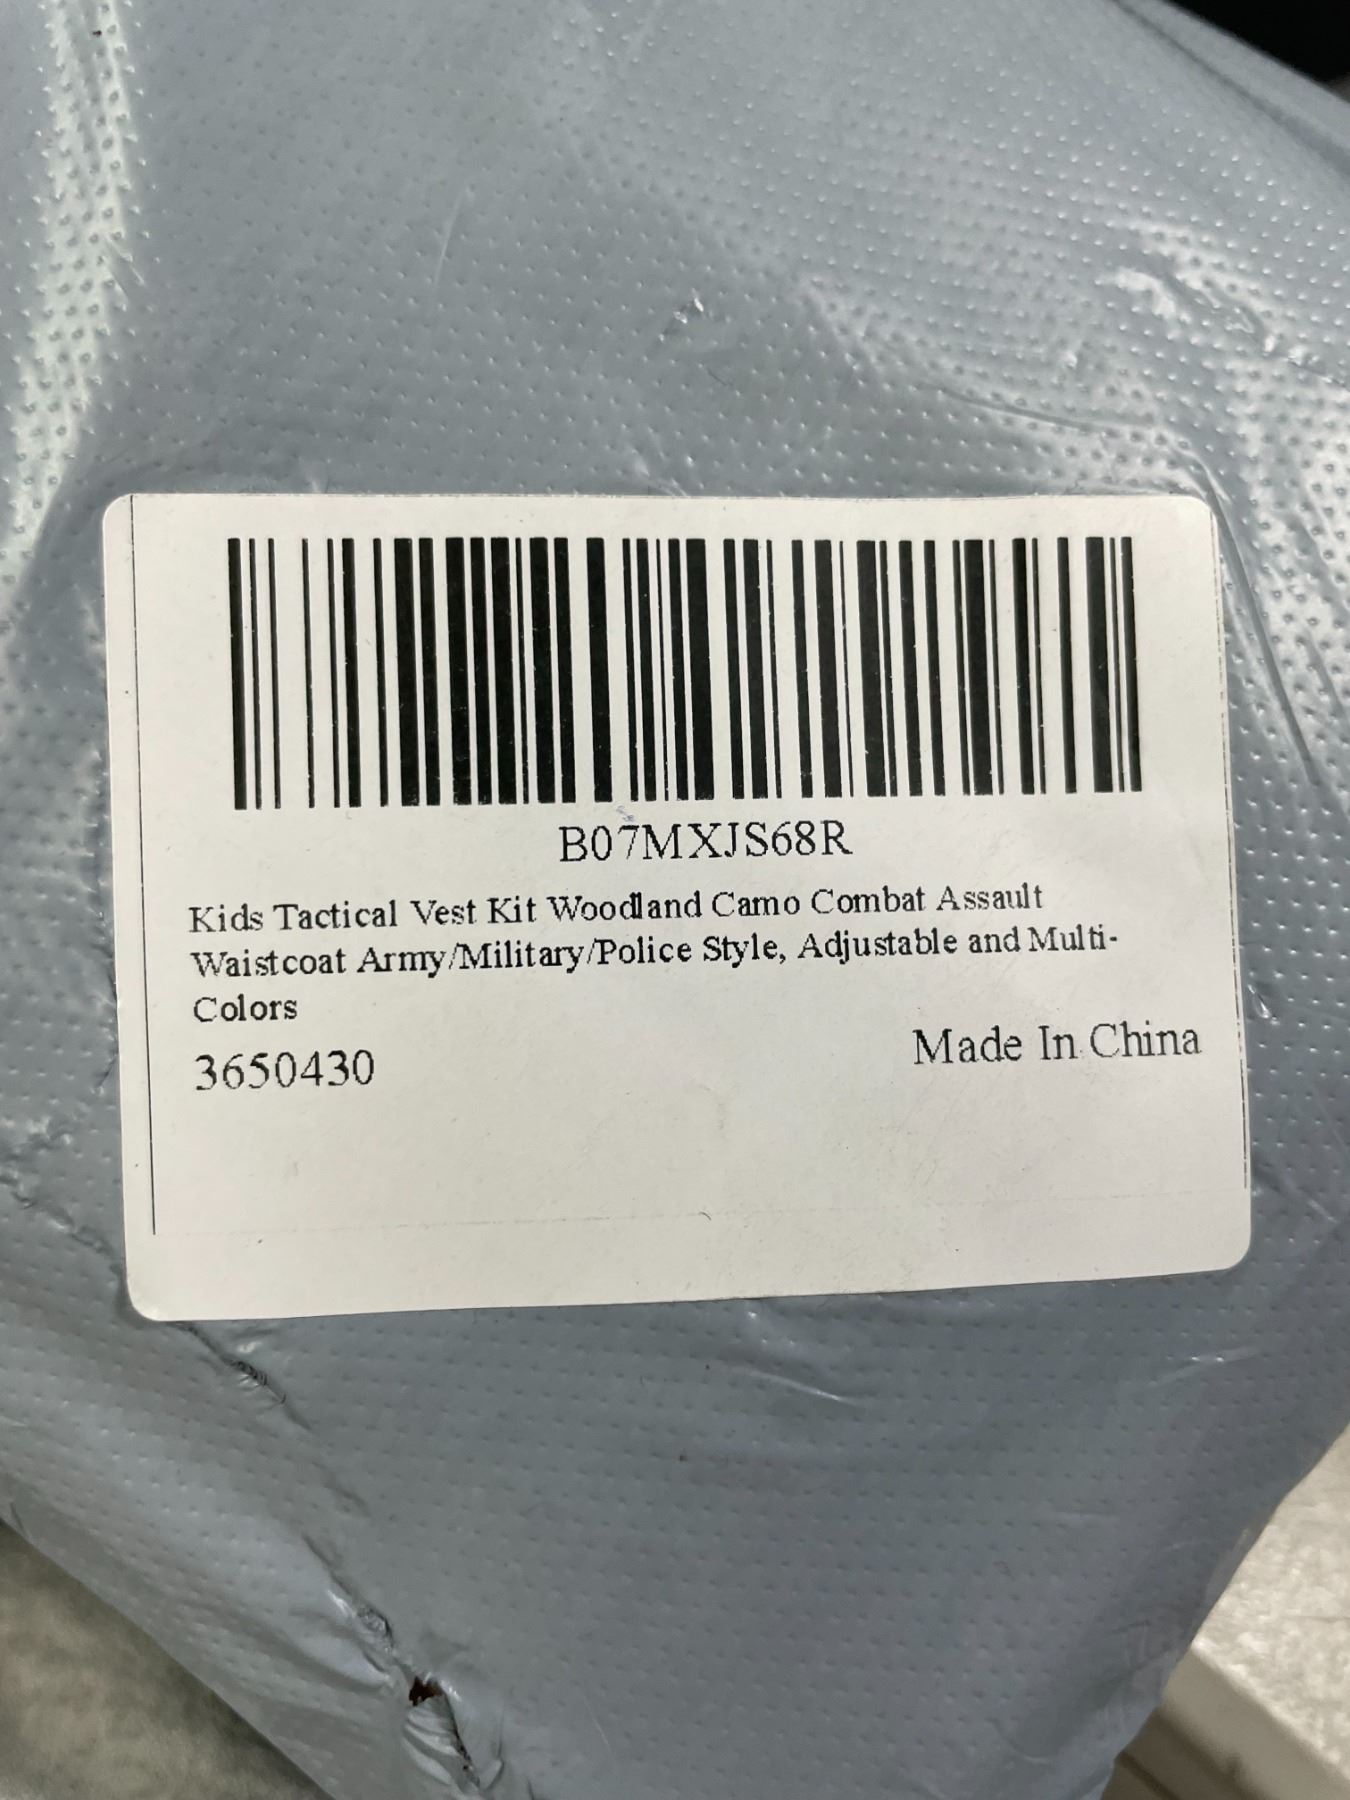 B07MXJS68R
Kids Tactical Vest Kit Woodland Camo Combat Assault
Waistcoat Army/Military/Police Style, Adjustable and Multi-
Colors
3650430
Made In China